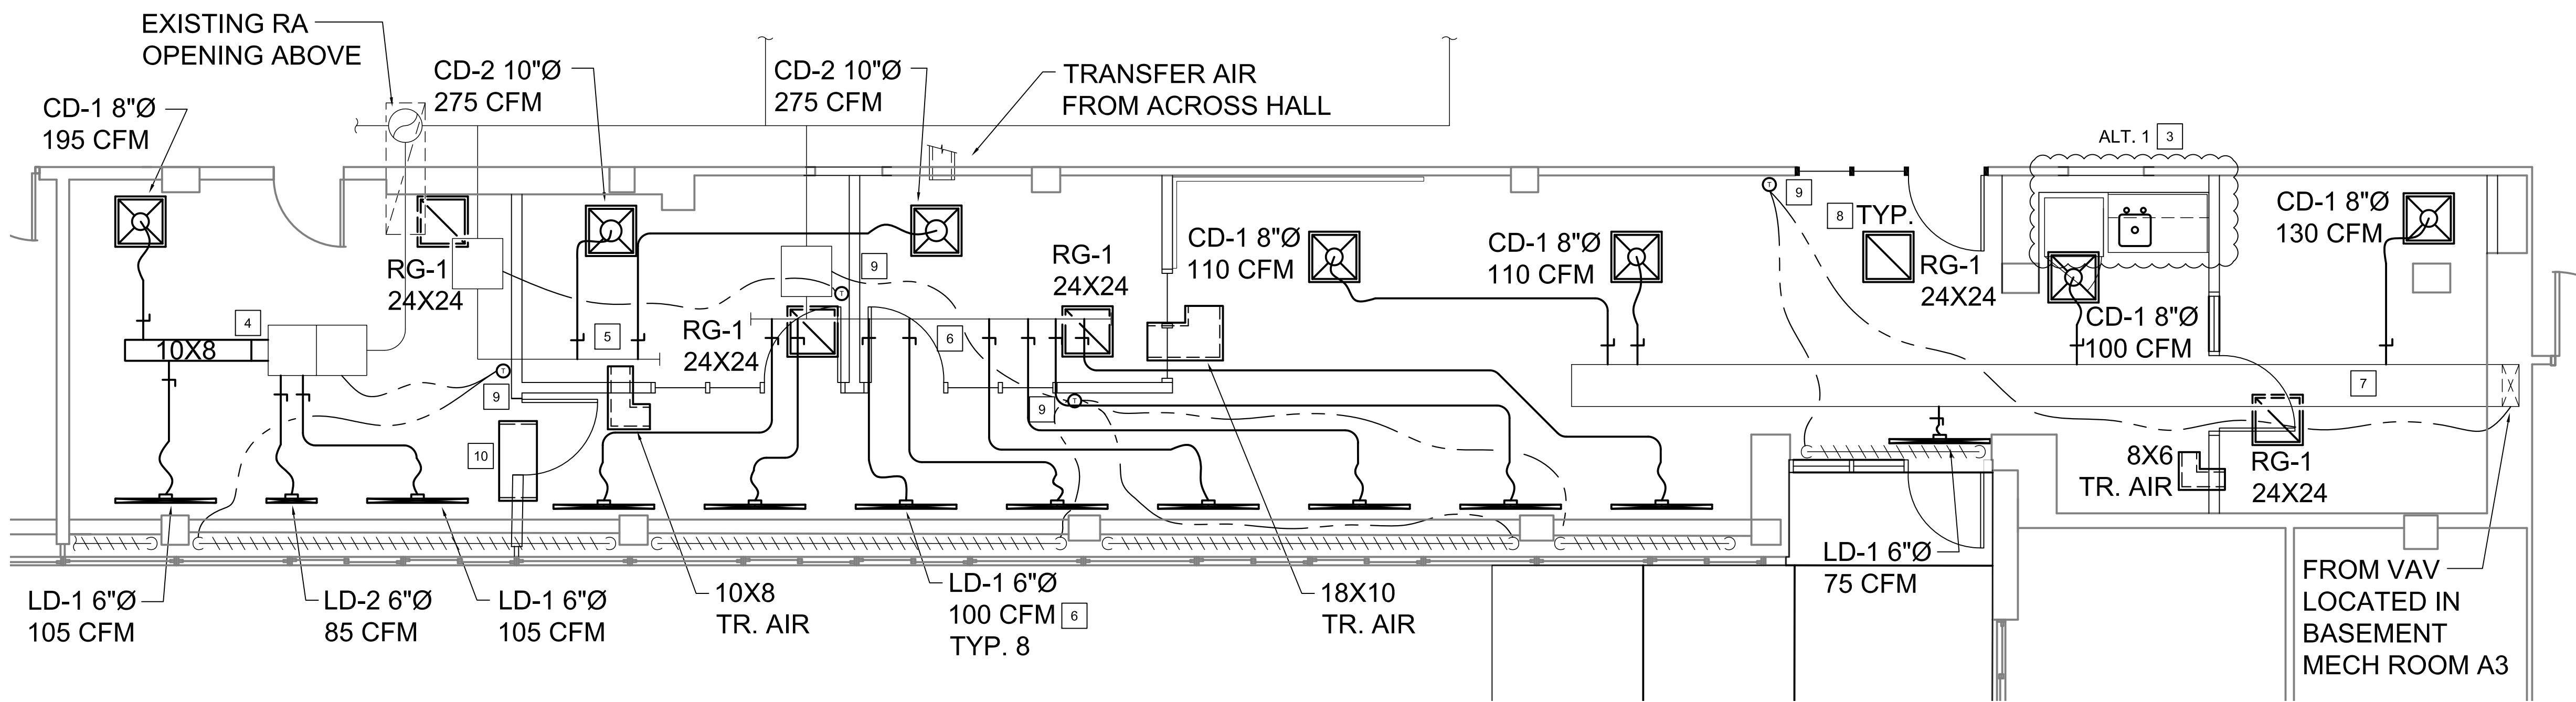 EXISTING RA
OPENING ABOVE
CD-1 8"Ø
195 CFM
CD-2 10"Ø
275 CFM
CD-2 10"Ø
275 CFM
TRANSFER AIR
FROM ACROSS HALL
ALT. 1 3
9
8 TYP.
CD-1 8"Ø
130 CFM
RG-1
24X24
9
RG-1
24X24
CD-1 8"Ø
110 CFM
CD-1 8"Ø
110 CFM
RG-1
24X24
T
T
4
10X8
5
RG-1
24X24
6
CD-1 8"Ø
100 CFM
7
T
9
9
T
10
8X6
TR. AIR
RG-1
24X24
LD-1 6"Ø
105 CFM
LD-2 6"Ø
85 CFM
LD-1 6"Ø
105 CFM
10X8
TR. AIR
LD-1 6"Ø
100 CFM 6
TYP. 8
18X10
TR. AIR
LD-1 6"Ø
75 CFM
FROM VAV
LOCATED IN
BASEMENT
MECH ROOM A3